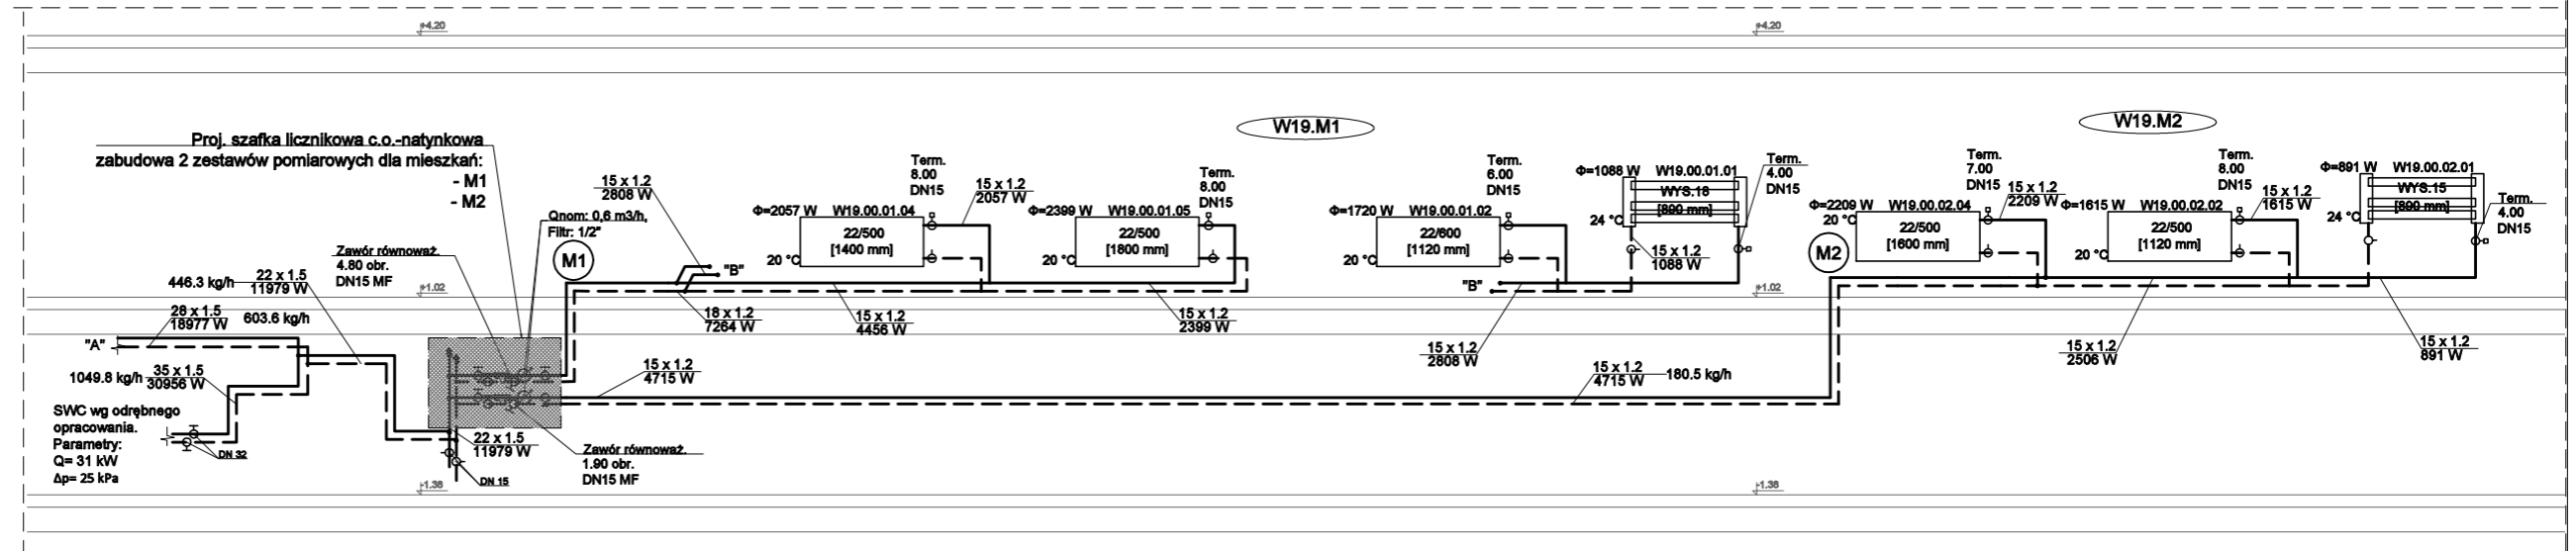 +4.20
+4.20
W19.M1
W19.M2
Proj. szafka licznikowa c.o.-natynkowa
zabudowa 2 zestawów pomiarowych dla mieszkań:
- M1
- M2
Qnom: 0,6 m3/h,
Filtr: 1/2"
Zawór równoważ.
4.80 obr.
DN15 MF
M1
15 x 1.2
2808 W
"B"
Φ=2057 W W19.00.01.04
22/500
[1400 mm]
20 °C
Term.
8.00
DN15
15 x 1.2
2057 W
Φ=2399 W W19.00.01.05
22/500
[1800 mm]
20 °C
Term.
8.00
DN15
Φ=1720 W W19.00.01.02
22/600
[1120 mm]
20 °C
Term.
6.00
DN15
"B"
Φ=1088 W W19.00.01.01
WYS.18
[890 mm]
24 °C
Term.
4.00
DN15
15 x 1.2
1088 W
M2
Φ=2209 W W19.00.02.04
20 °C
22/500
[1600 mm]
Term.
7.00
DN15
15 x 1.2
2209 W
Φ=1615 W W19.00.02.02
22/500
[1120 mm]
20 °C
Term.
8.00
DN15
15 x 1.2
1615 W
Φ=891 W W19.00.02.01
WYS.15
[890 mm]
24 °C
Term.
4.00
DN15
+1.02
+1.02
446.3 kg/h
22 x 1.5
11979 W
28 x 1.5
18977 W
603.6 kg/h
"A"
1049.8 kg/h
35 x 1.5
30956 W
18 x 1.2
7264 W
15 x 1.2
4456 W
15 x 1.2
2399 W
15 x 1.2
2808 W
15 x 1.2
2506 W
15 x 1.2
891 W
15 x 1.2
4715 W
15 x 1.2
4715 W
180.5 kg/h
SWC wg odrębnego
opracowania.
Parametry:
Q= 31 kW
Δp= 25 kPa
DN 32
22 x 1.5
11979 W
DN 15
Zawór równoważ.
1.90 obr.
DN15 MF
-1.38
-1.38